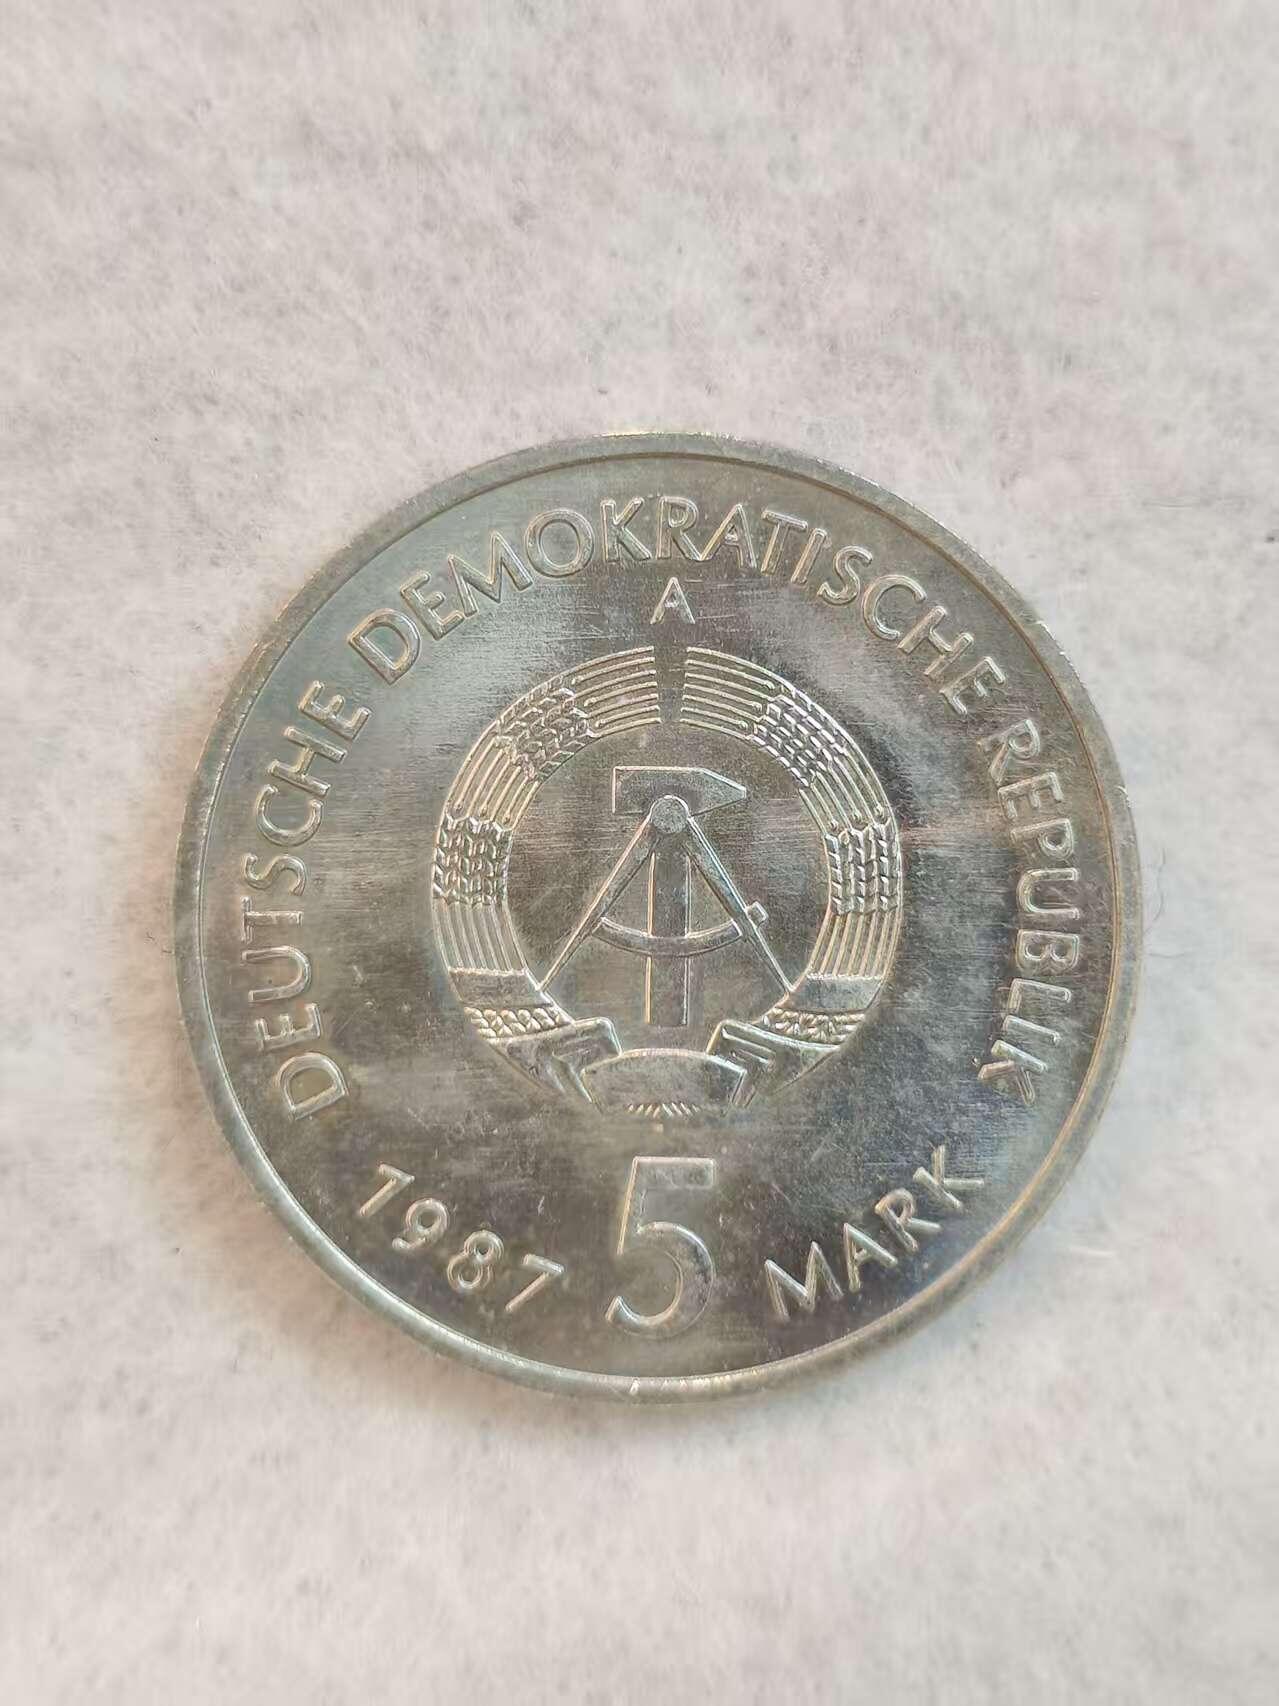 DEUTSCHE DEMOKRATISCHE REPUBLIK
A
1987 5 MARK